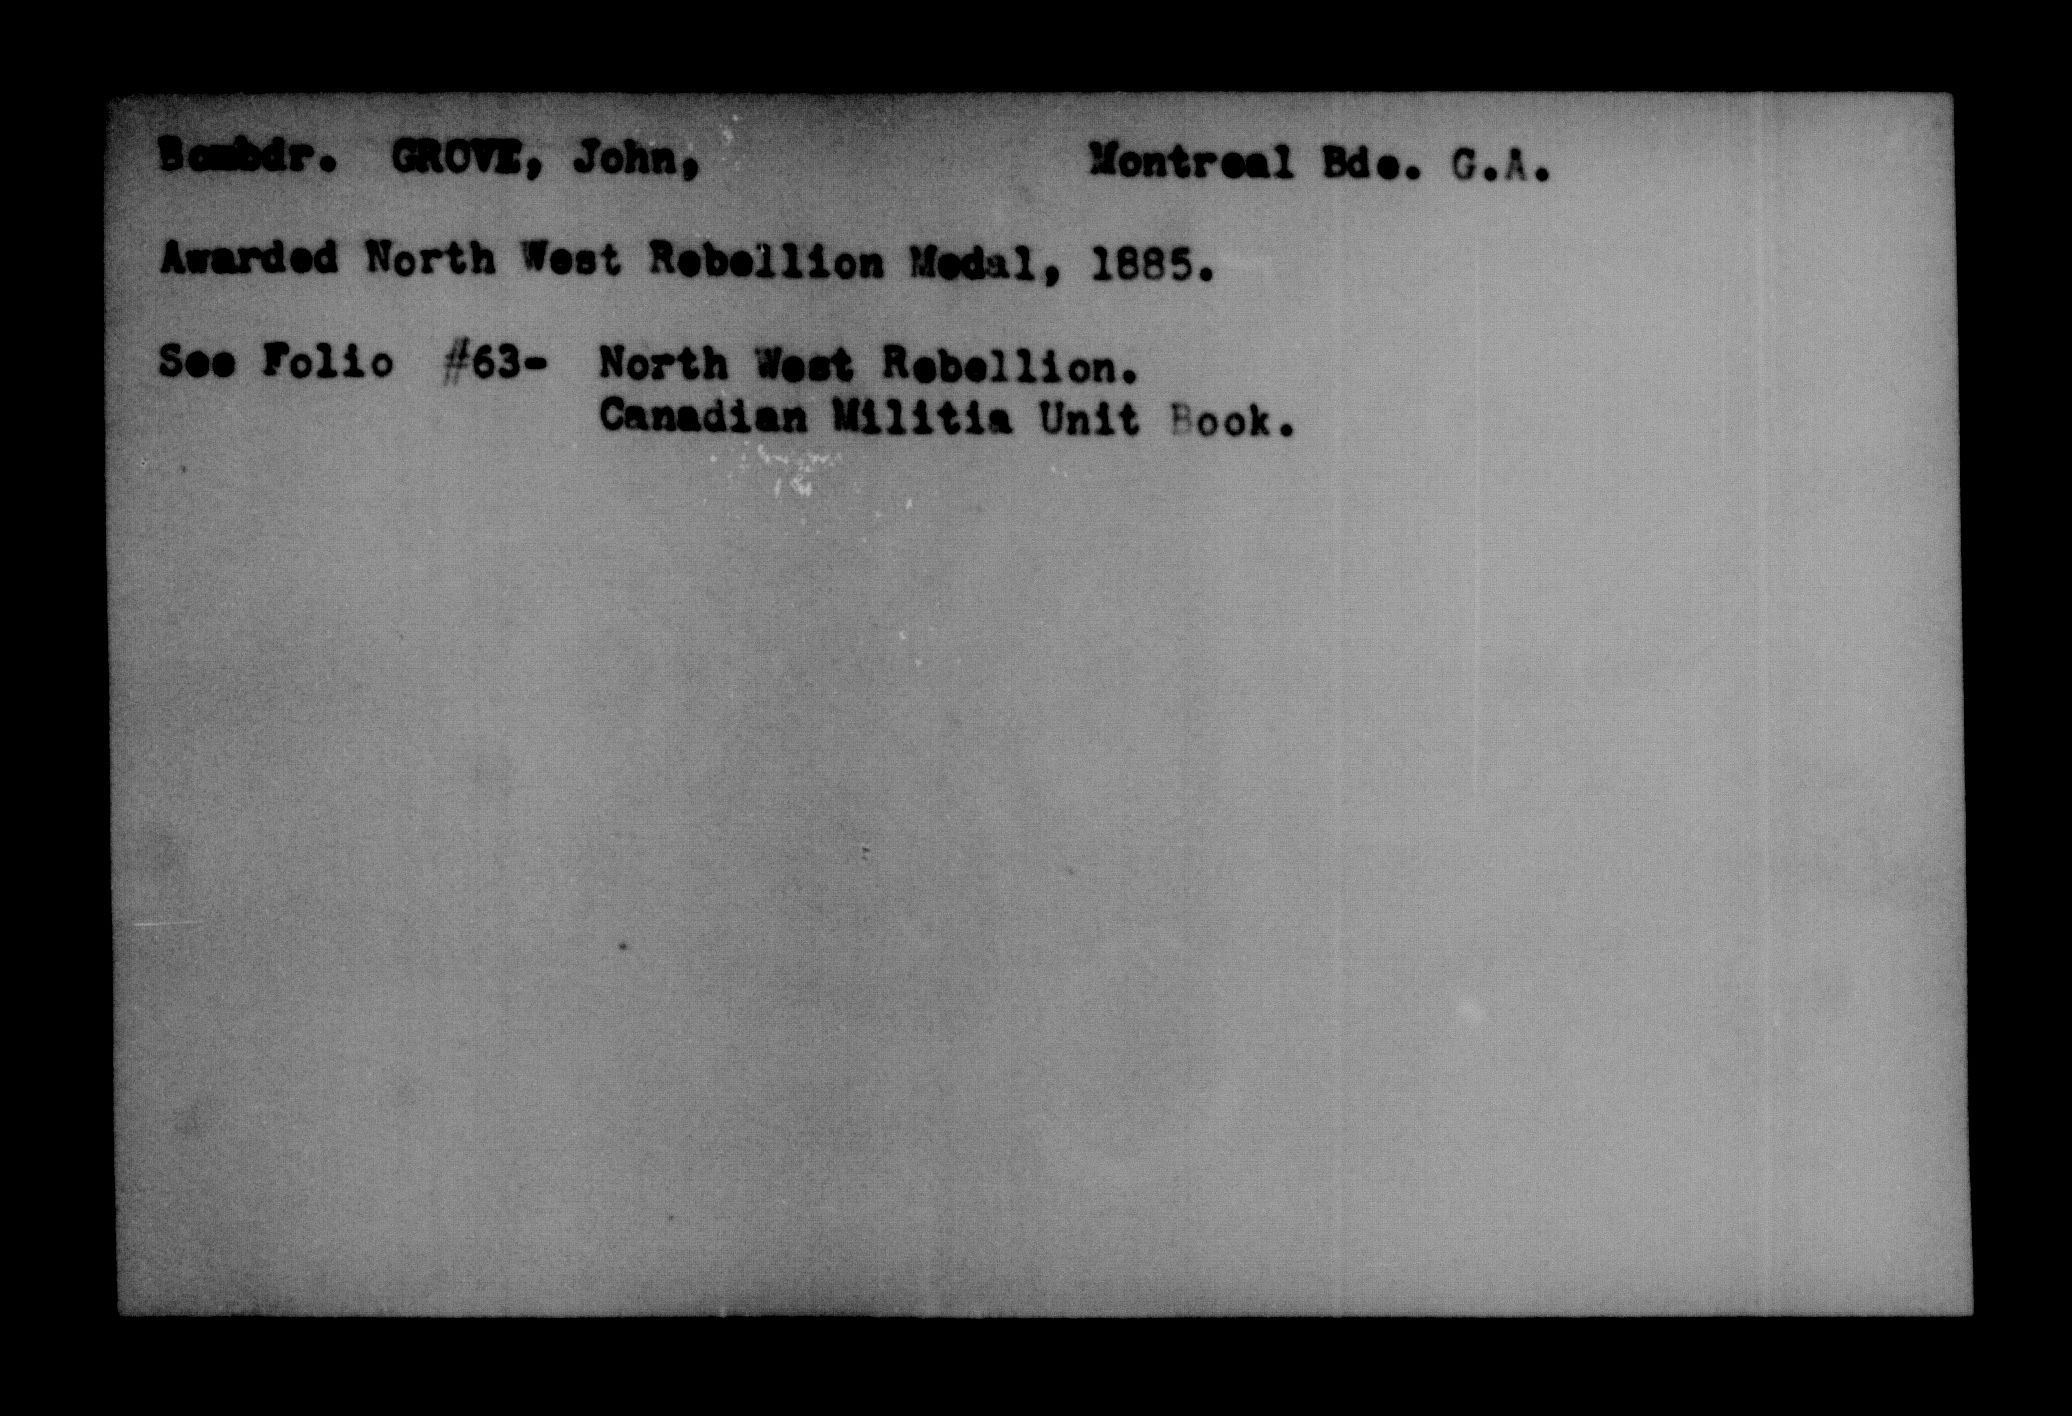 Bombdr. GROVE, John, Montreal Bde. G.A.
Awarded North West Rebellion Medal, 1885.
See Folio #63- North West Rebellion.
Canadian Militia Unit Book.